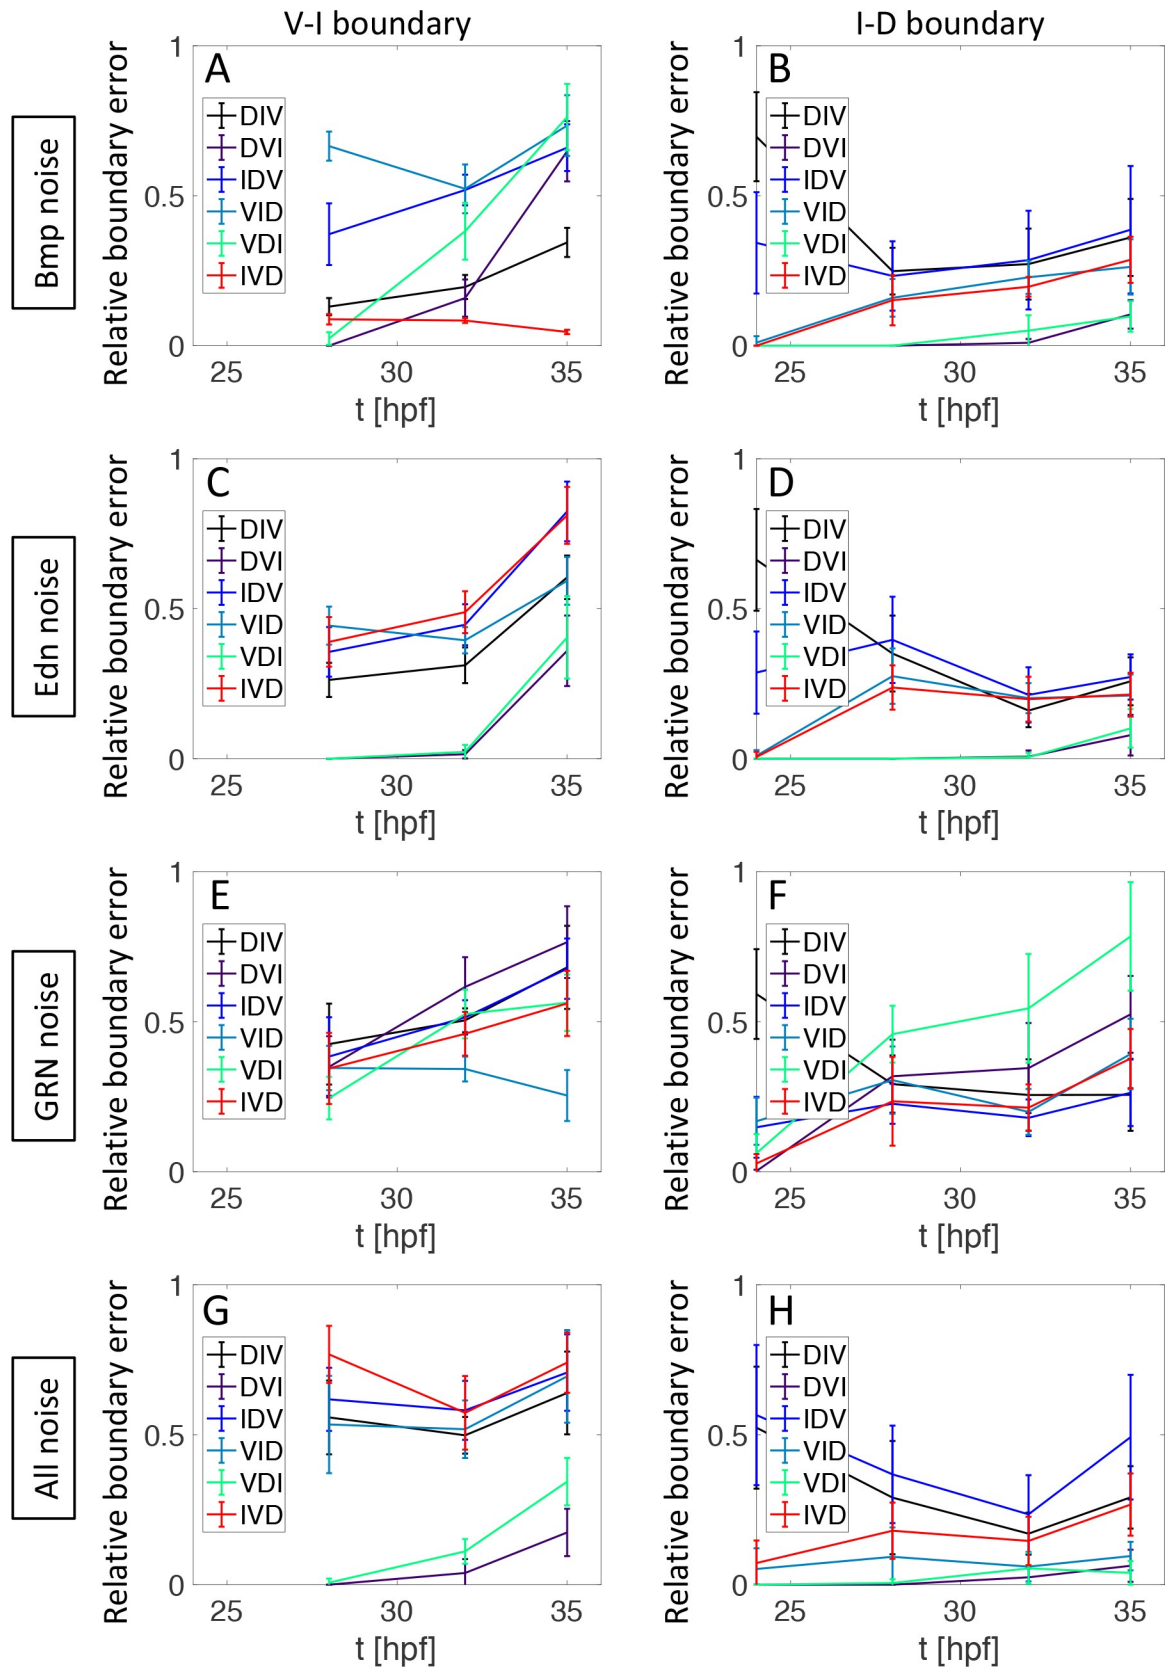 V-I boundary
I-D boundary
Bmp noise
Relative boundary error
A
1
0.5
0
DIV
DVI
IDV
VID
VDI
IVD
25
30
35
t [hpf]
Relative boundary error
B
1
0.5
0
DIV
DVI
IDV
VID
VDI
IVD
25
30
35
t [hpf]
Edn noise
Relative boundary error
C
1
0.5
0
DIV
DVI
IDV
VID
VDI
IVD
25
30
35
t [hpf]
Relative boundary error
D
1
0.5
0
DIV
DVI
IDV
VID
VDI
IVD
25
30
35
t [hpf]
GRN noise
Relative boundary error
E
1
0.5
0
DIV
DVI
IDV
VID
VDI
IVD
25
30
35
t [hpf]
Relative boundary error
F
1
0.5
0
DIV
DVI
IDV
VID
VDI
IVD
25
30
35
t [hpf]
All noise
Relative boundary error
G
1
0.5
0
DIV
DVI
IDV
VID
VDI
IVD
25
30
35
t [hpf]
Relative boundary error
H
1
0.5
0
DIV
DVI
IDV
VID
VDI
IVD
25
30
35
t [hpf]